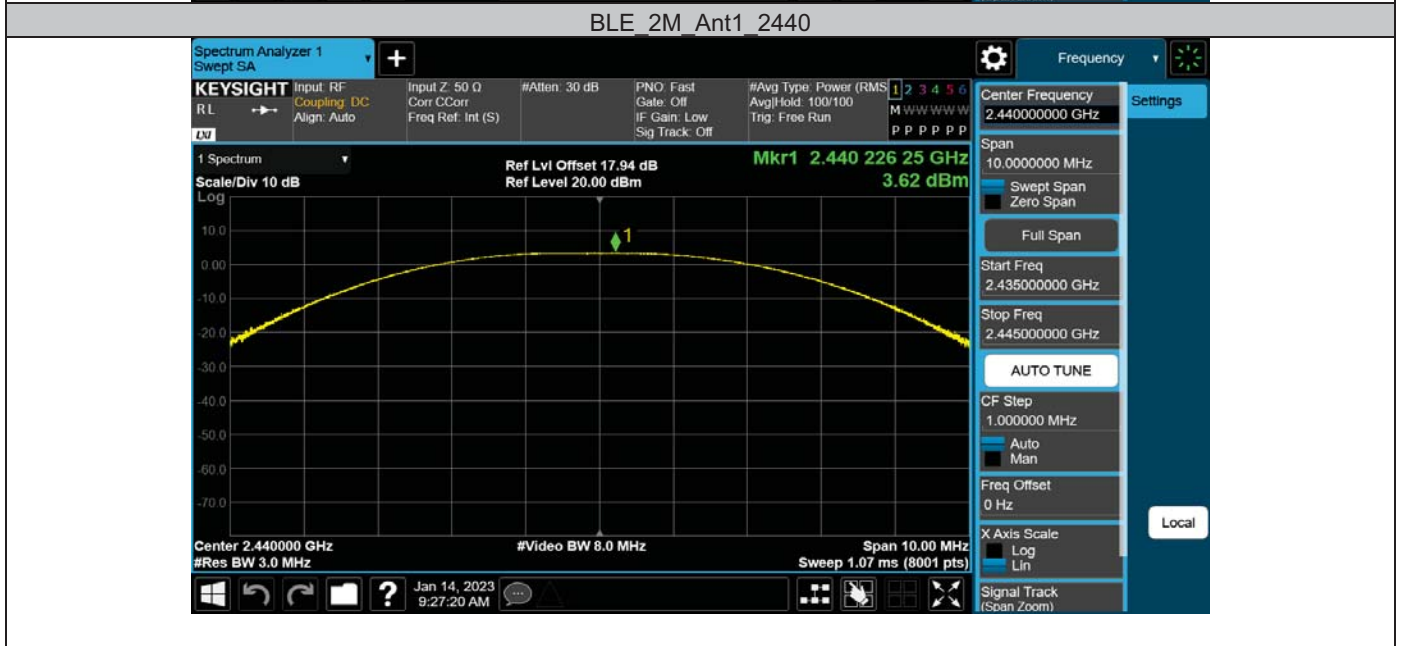 BLE_2M_Ant1_2440
Spectrum Analyzer 1
Swept SA
+
Frequency
KEYSIGHT
RL
LXI
Input: RF
Coupling: DC
Align: Auto
Input Z: 50 Ω
Corr CCorr
Freq Ref: Int (S)
#Atten: 30 dB
PNO: Fast
Gate: Off
IF Gain: Low
Sig Track: Off
#Avg Type: Power (RMS
Avg|Hold: 100/100
Trig: Free Run
1 2 3 4 5 6
M W W W W W
P P P P P P
1 Spectrum
Scale/Div 10 dB
Log
Ref Lvl Offset 17.94 dB
Ref Level 20.00 dBm
Mkr1 2.440 226 25 GHz
3.62 dBm
10.0
0.00
-10.0
-20.0
-30.0
-40.0
-50.0
-60.0
-70.0
1
Center 2.440000 GHz
#Res BW 3.0 MHz
#Video BW 8.0 MHz
Span 10.00 MHz
Sweep 1.07 ms (8001 pts)
?
Jan 14, 2023
9:27:20 AM
Center Frequency
2.440000000 GHz
Settings
Span
10.0000000 MHz
Swept Span
Zero Span
Full Span
Start Freq
2.435000000 GHz
Stop Freq
2.445000000 GHz
AUTO TUNE
CF Step
1.000000 MHz
Auto
Man
Freq Offset
0 Hz
X Axis Scale
Log
Lin
Local
Signal Track
(Span Zoom)